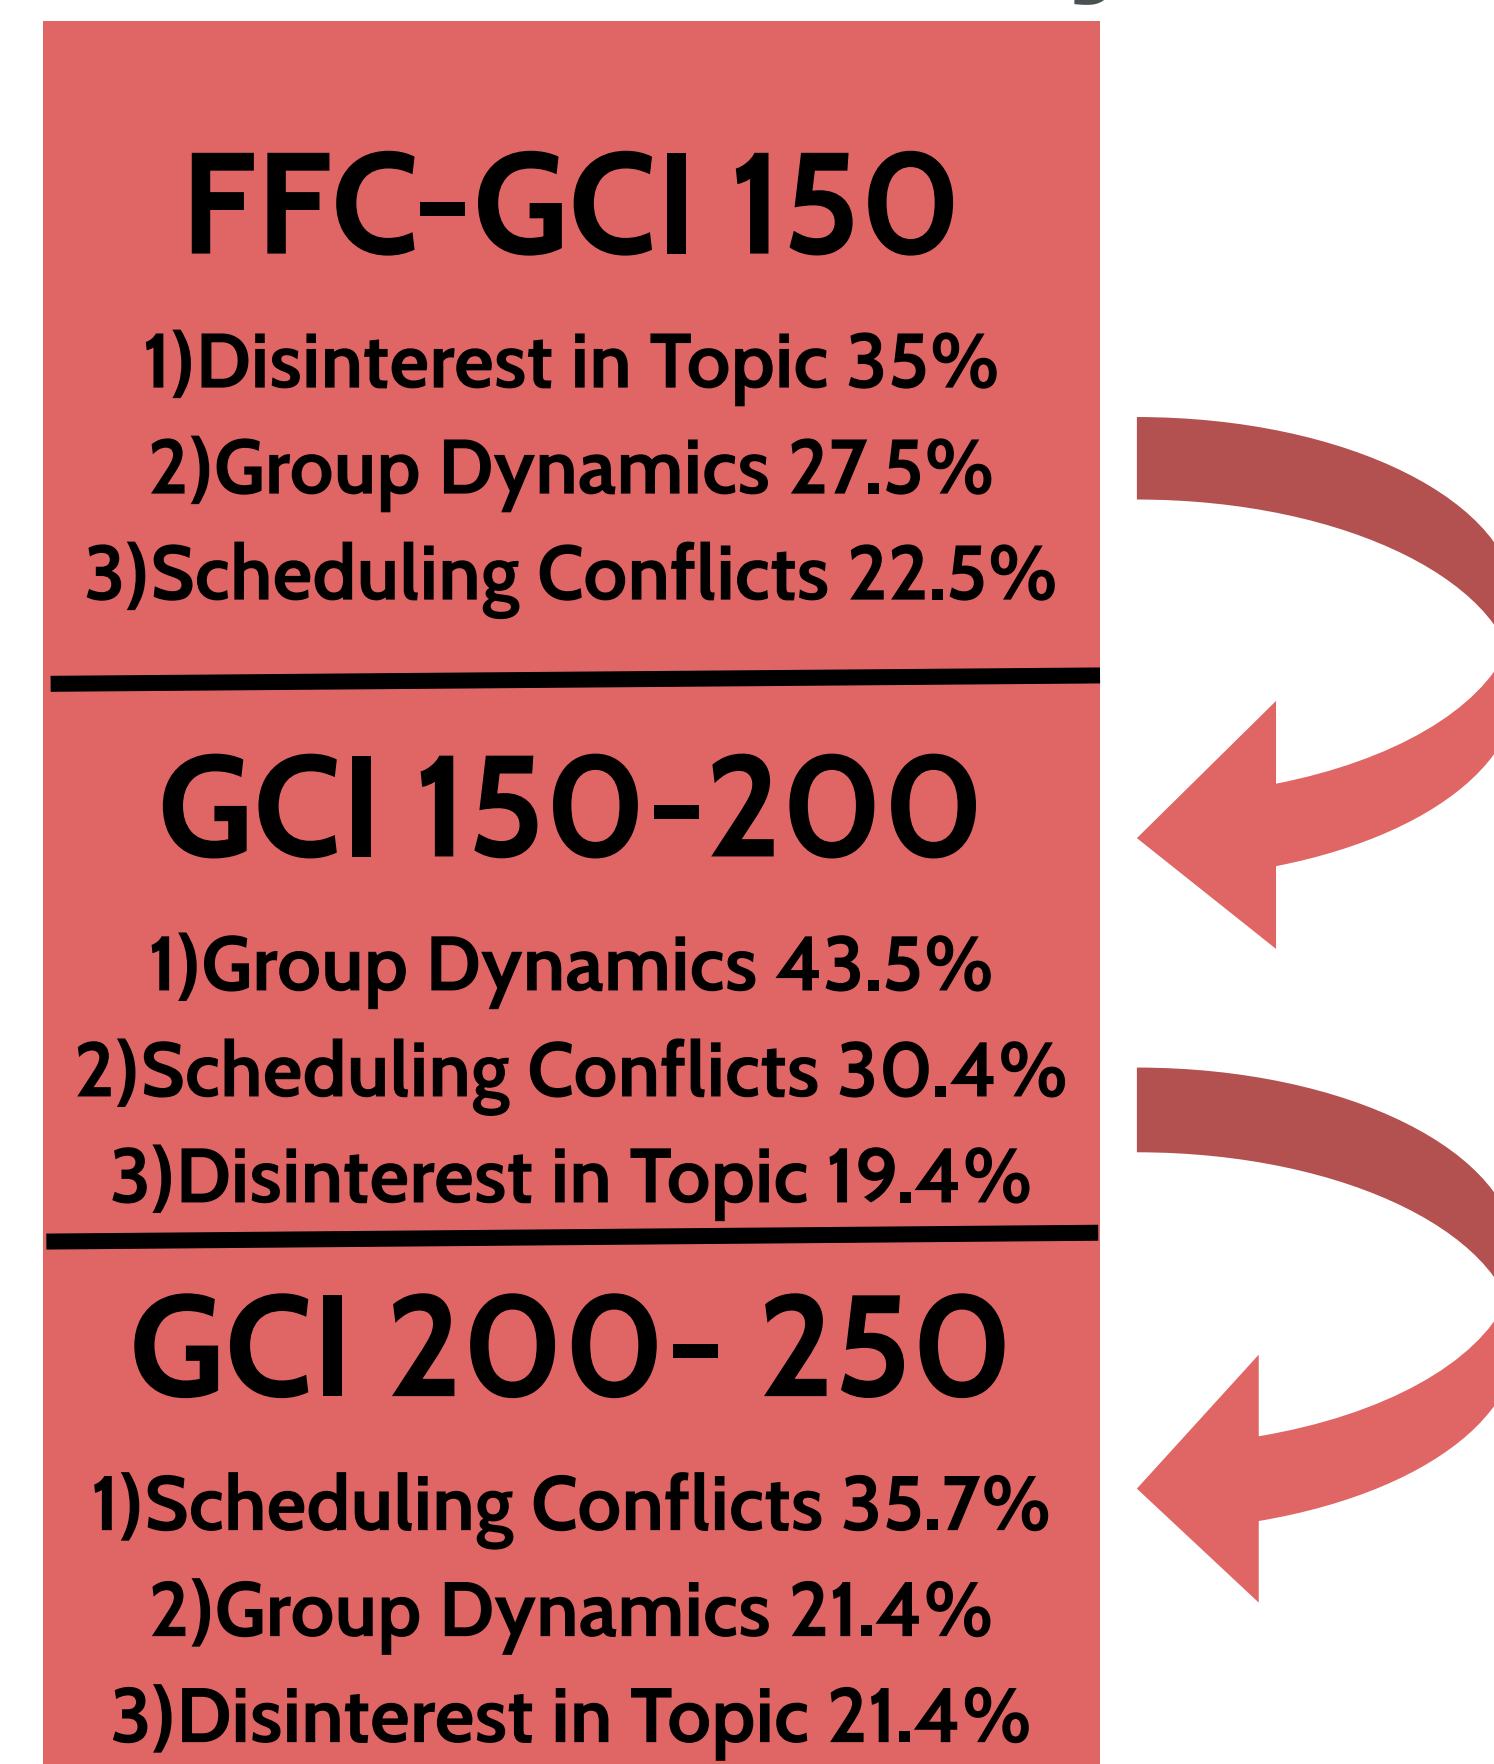 FFC-GCI 150
1)Disinterest in Topic 35%
2)Group Dynamics 27.5%
3)Scheduling Conflicts 22.5%
GCI 150-200
1)Group Dynamics 43.5%
2)Scheduling Conflicts 30.4%
3)Disinterest in Topic 19.4%
GCI 200- 250
1)Scheduling Conflicts 35.7%
2)Group Dynamics 21.4%
3)Disinterest in Topic 21.4%